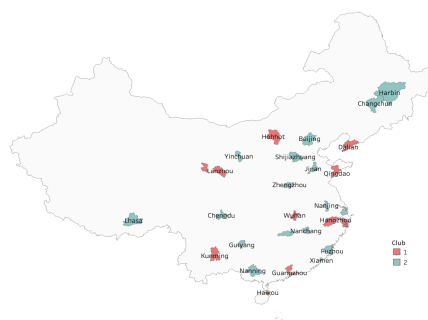 Harbin
Changchun
Hohhot
Beijing
Dalian
Yinchuan
Shijiazhuang
Lanzhou
Jinan
Qingdao
Zhengzhou
Nanjing
Lhasa
Chengdu
Wuhan
Hangzhou
Nanchang
Guiyang
Kunming
Fuzhou
Xiamen
Nanning
Guangzhou
Haikou
Club
1
2